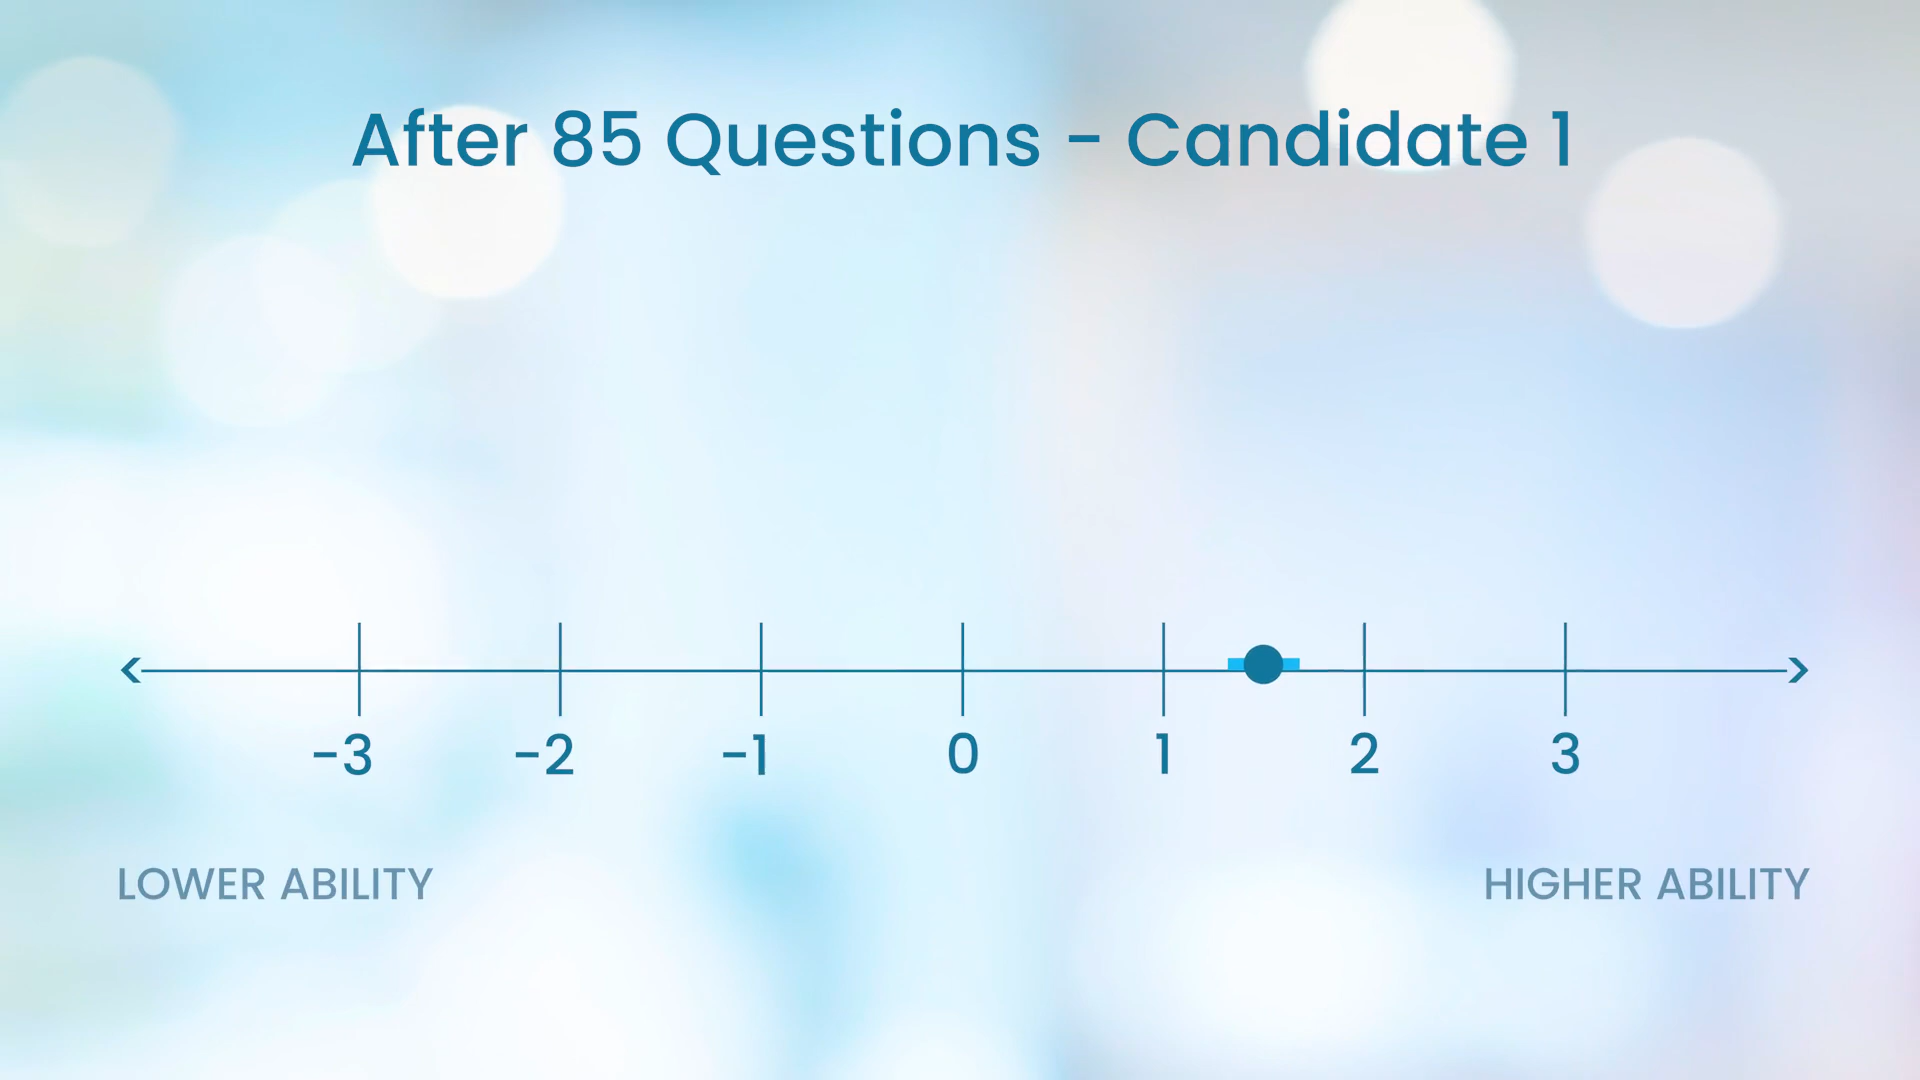 After 85 Questions - Candidate 1
-3 -2 -1 0 1 2 3
LOWER ABILITY
HIGHER ABILITY